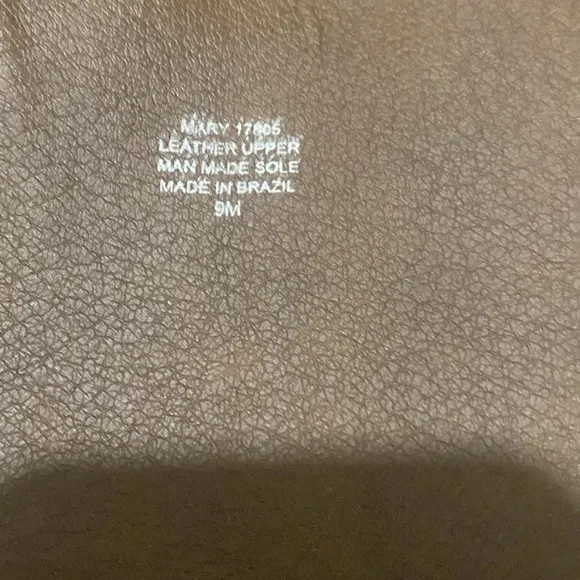 MARY 17805
LEATHER UPPER
MAN MADE SOLE
MADE IN BRAZIL
9M